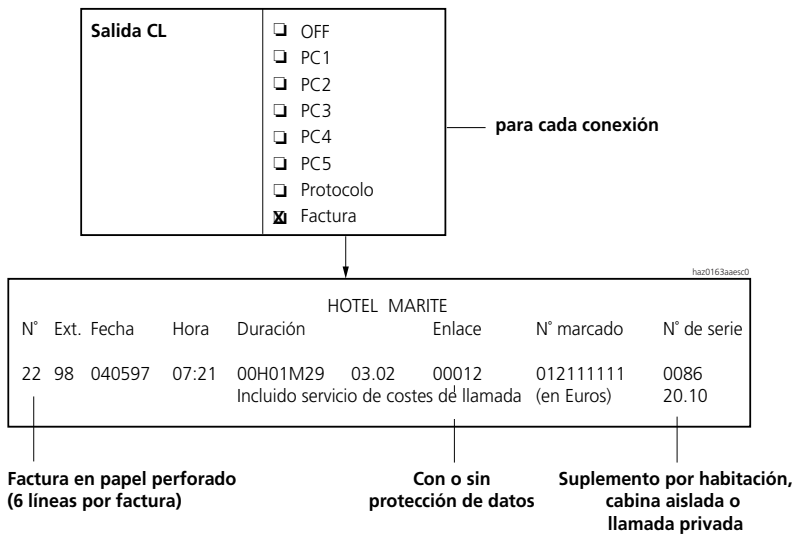 Salida CL
OFF
PC1
PC2
PC3
PC4
PC5
Protocolo
X Factura
para cada conexión
haz0163aaesc0
HOTEL MARITE
N° Ext. Fecha Hora Duración Enlace N° marcado N° de serie
22 98 040597 07:21 00H01M29 03.02 00012 012111111 0086
Incluido servicio de costes de llamada (en Euros) 20.10
Factura en papel perforado
(6 líneas por factura)
Con o sin
protección de datos
Suplemento por habitación,
cabina aislada o
llamada privada